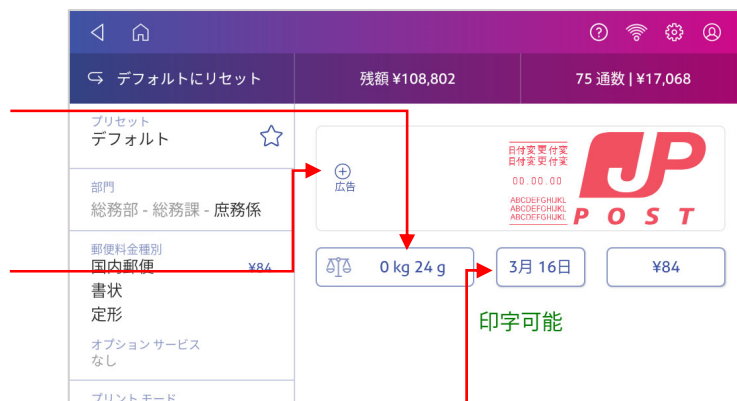 デフォルトにリセット
残額 ¥108,802
75 通数 | ¥17,068
プリセット
デフォルト
部門
総務部 - 総務課 - 庶務係
郵便料金種別
国内郵便 ¥84
書状
定形
オプション サービス
なし
プリント モード
広告
日付変更付変
日付変更付変
00.00.00
ABCDEFGHIJKL
ABCDEFGHIJKL
ABCDEFGHIJKL
JP
POST
0 kg 24 g
3月 16日
¥84
印字可能